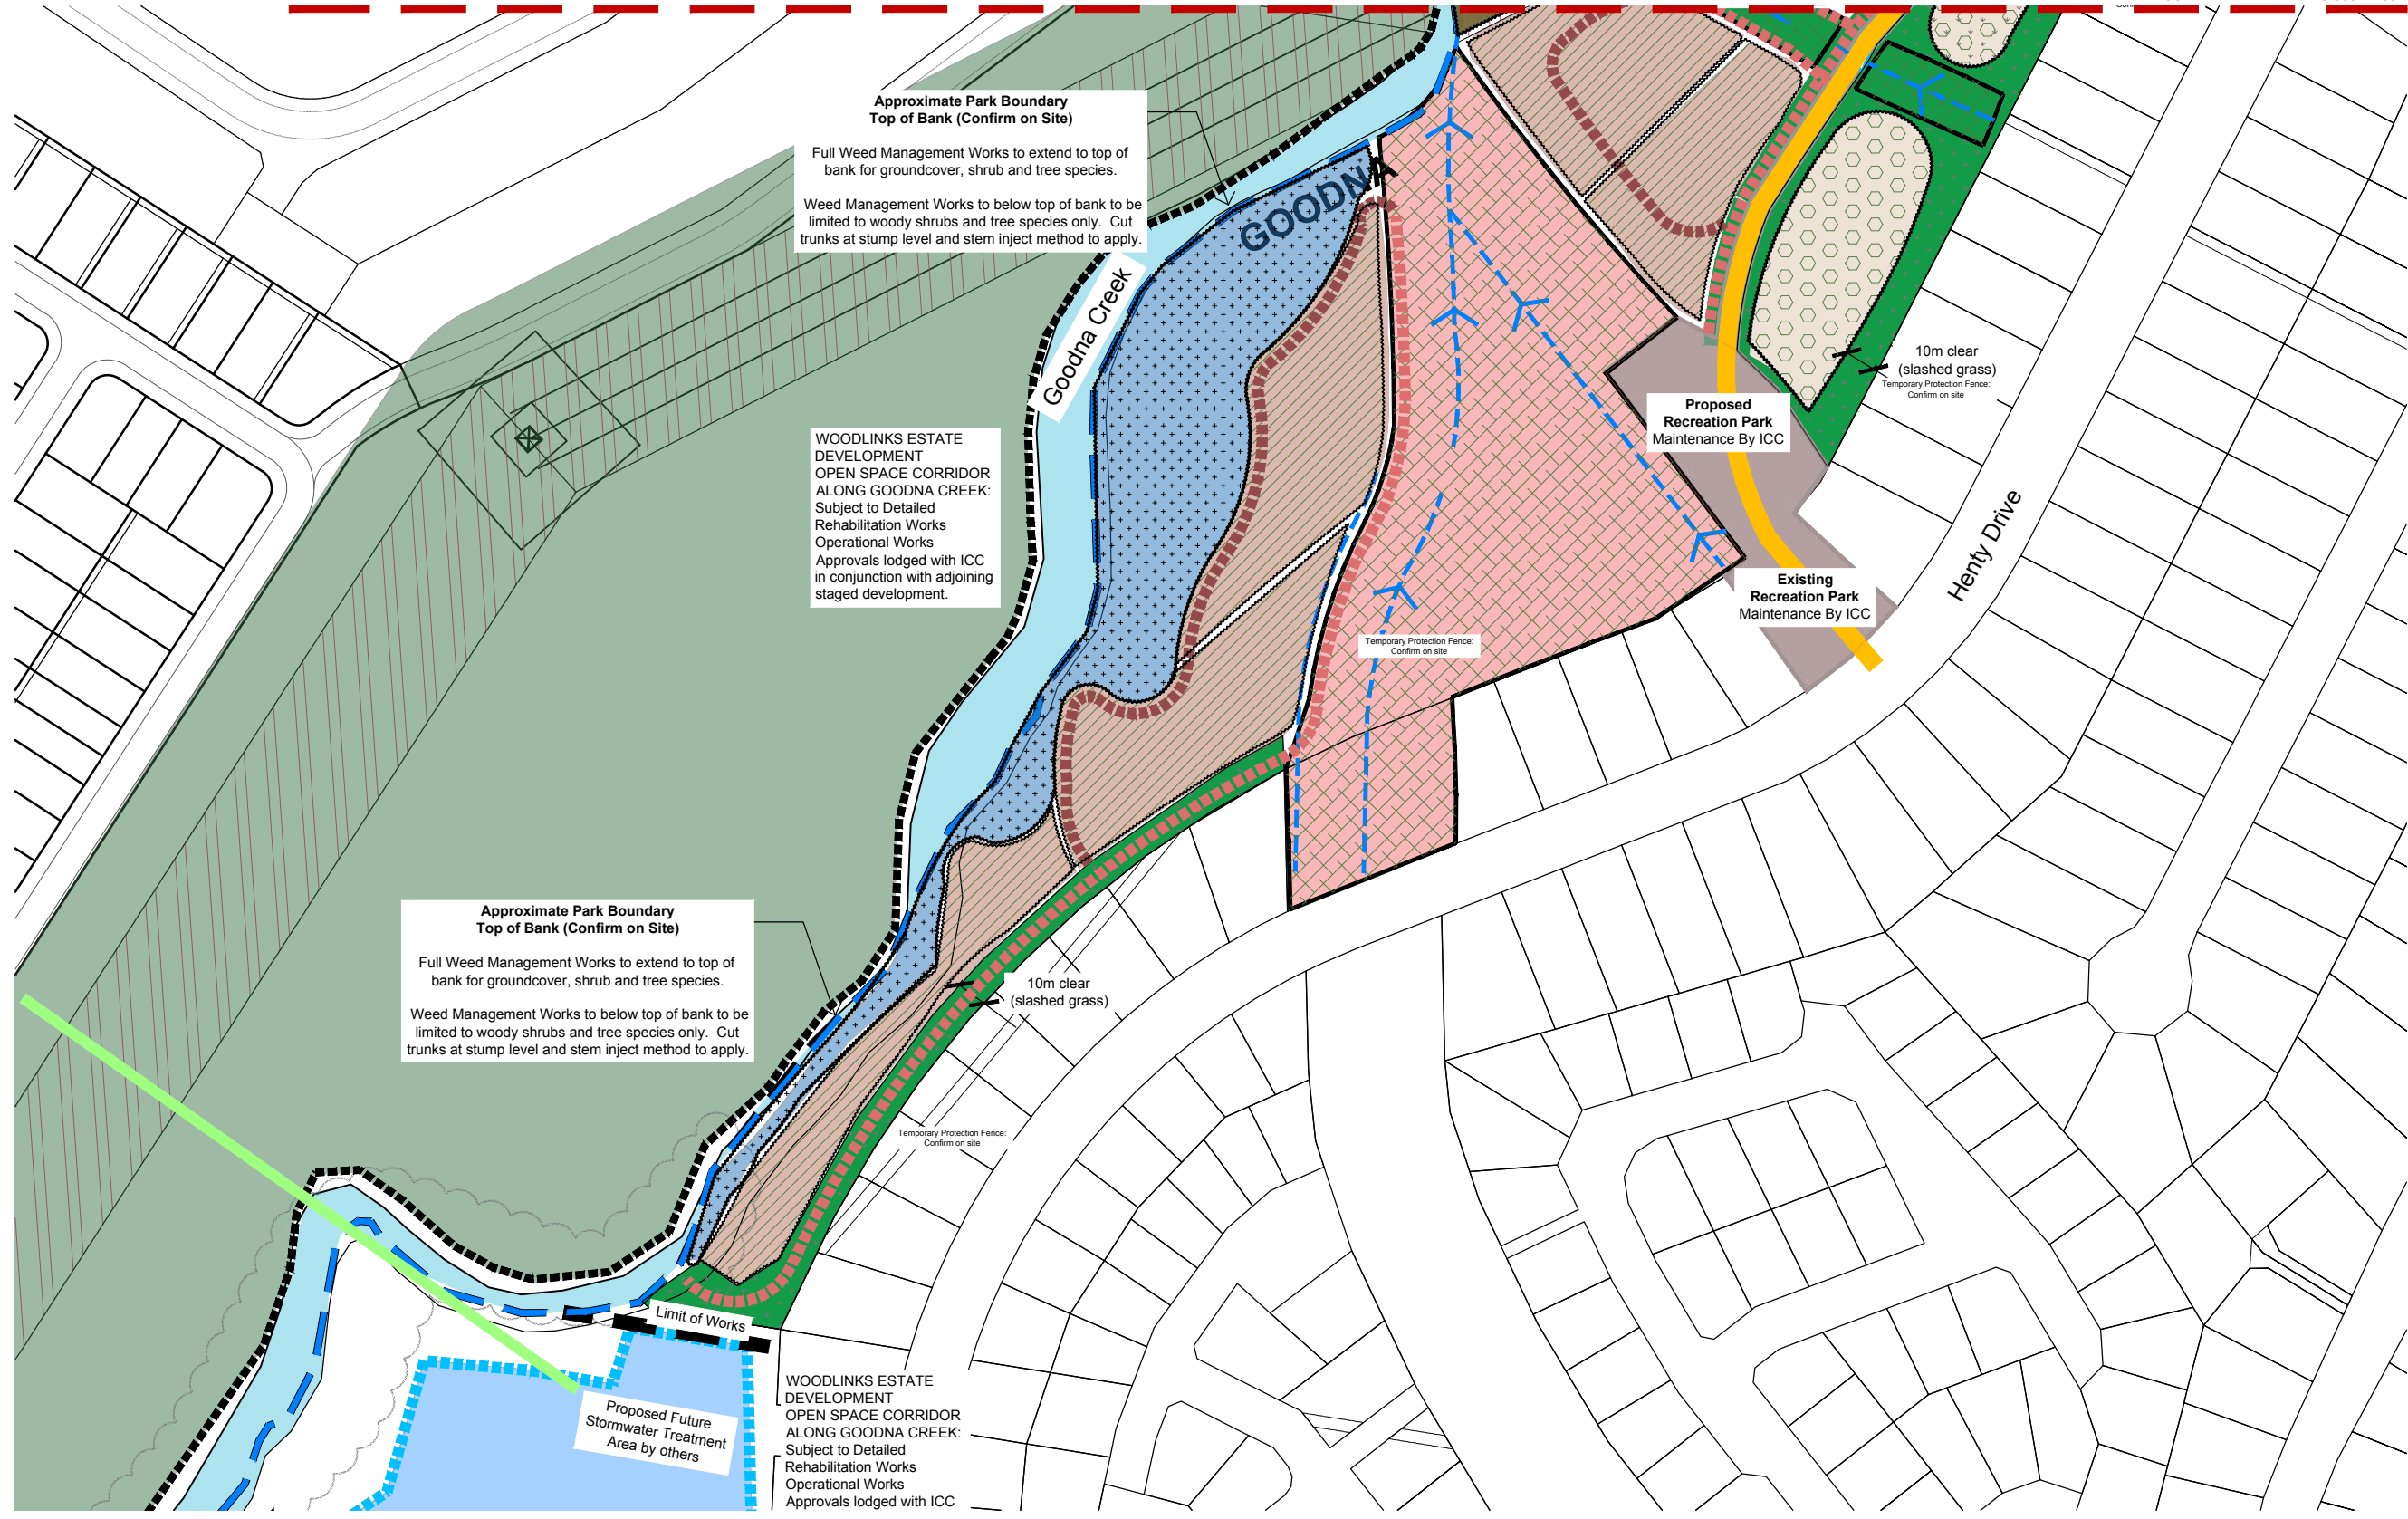 Approximate Park Boundary
Top of Bank (Confirm on Site)
Full Weed Management Works to extend to top of
bank for groundcover, shrub and tree species.
Weed Management Works to below top of bank to be
limited to woody shrubs and tree species only. Cut
trunks at stump level and stem inject method to apply.
GOODNA
Goodna Creek
10m clear
(slashed grass)
Temporary Protection Fence:
Confirm on site
Proposed
Recreation Park
Maintenance By ICC
WOODLINKS ESTATE
DEVELOPMENT
OPEN SPACE CORRIDOR
ALONG GOODNA CREEK:
Subject to Detailed
Rehabilitation Works
Operational Works
Approvals lodged with ICC
in conjunction with adjoining
staged development.
Henty Drive
Existing
Recreation Park
Maintenance By ICC
Temporary Protection Fence:
Confirm on site
Approximate Park Boundary
Top of Bank (Confirm on Site)
Full Weed Management Works to extend to top of
bank for groundcover, shrub and tree species.
Weed Management Works to below top of bank to be
limited to woody shrubs and tree species only. Cut
trunks at stump level and stem inject method to apply.
10m clear
(slashed grass)
Temporary Protection Fence:
Confirm on site
Limit of Works
Proposed Future
Stormwater Treatment
Area by others
WOODLINKS ESTATE
DEVELOPMENT
OPEN SPACE CORRIDOR
ALONG GOODNA CREEK:
Subject to Detailed
Rehabilitation Works
Operational Works
Approvals lodged with ICC